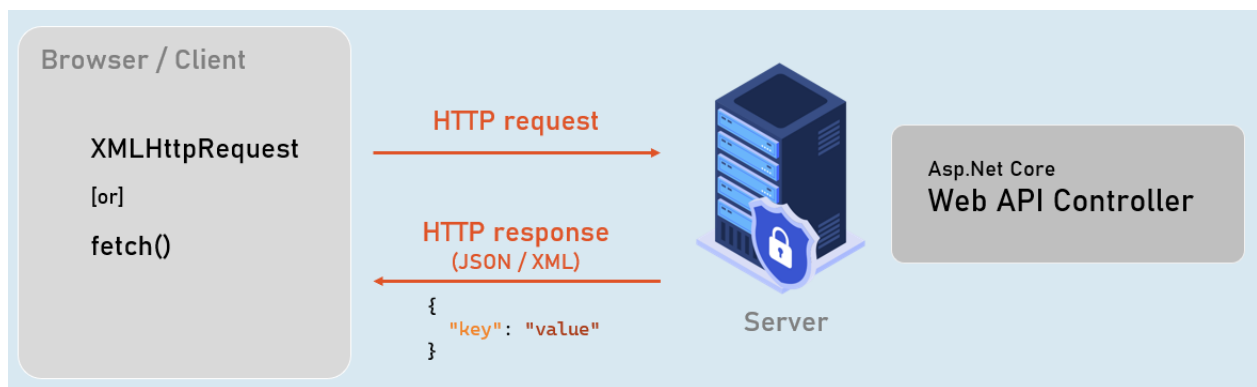 Browser / Client
XMLHttpRequest
[or]
fetch()
HTTP request
HTTP response
(JSON / XML)
{
"key": "value"
}
Server
Asp.Net Core
Web API Controller